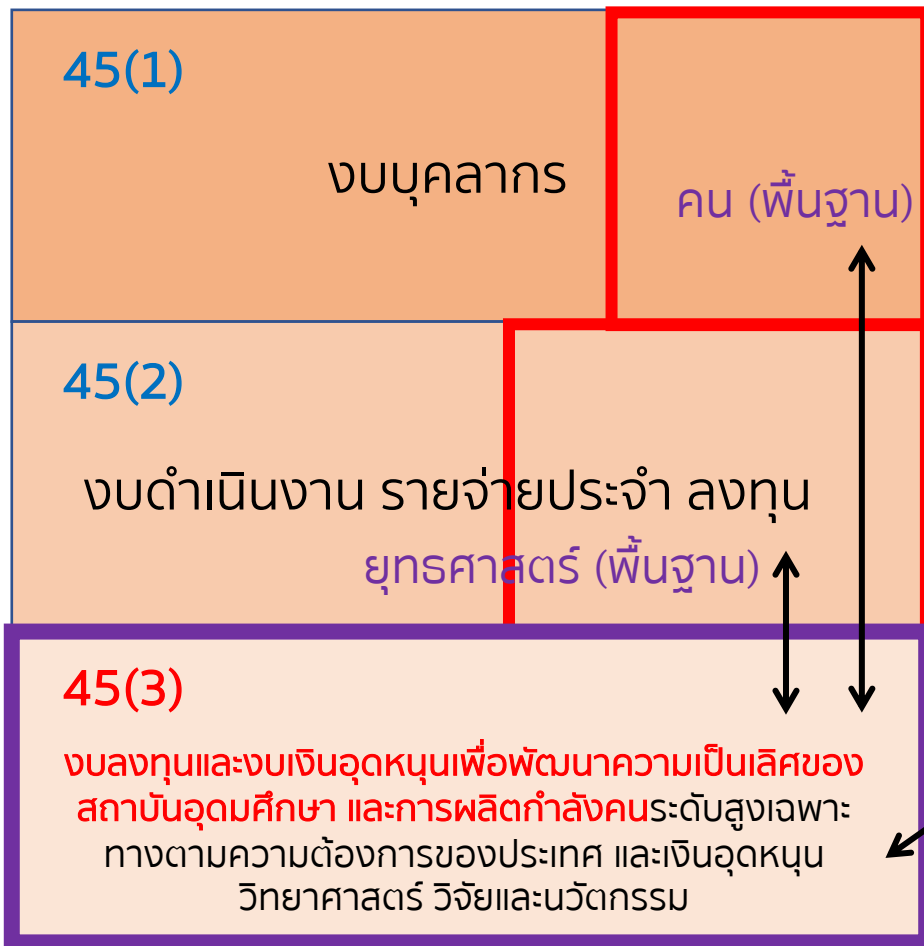 45(1)
งบบุคลากร
คน (พื้นฐาน)
45(2)
งบดำเนินงาน รายจ่ายประจำ ลงทุน
ยุทธศาสตร์ (พื้นฐาน)
45(3)
งบลงทุนและงบเงินอุดหนุนเพื่อพัฒนาความเป็นเลิศของ
สถาบันอุดมศึกษา และการผลิตกำลังคนระดับสูงเฉพาะ
ทางตามความต้องการของประเทศ และเงินอุดหนุน
วิทยาศาสตร์ วิจัยและนวัตกรรม